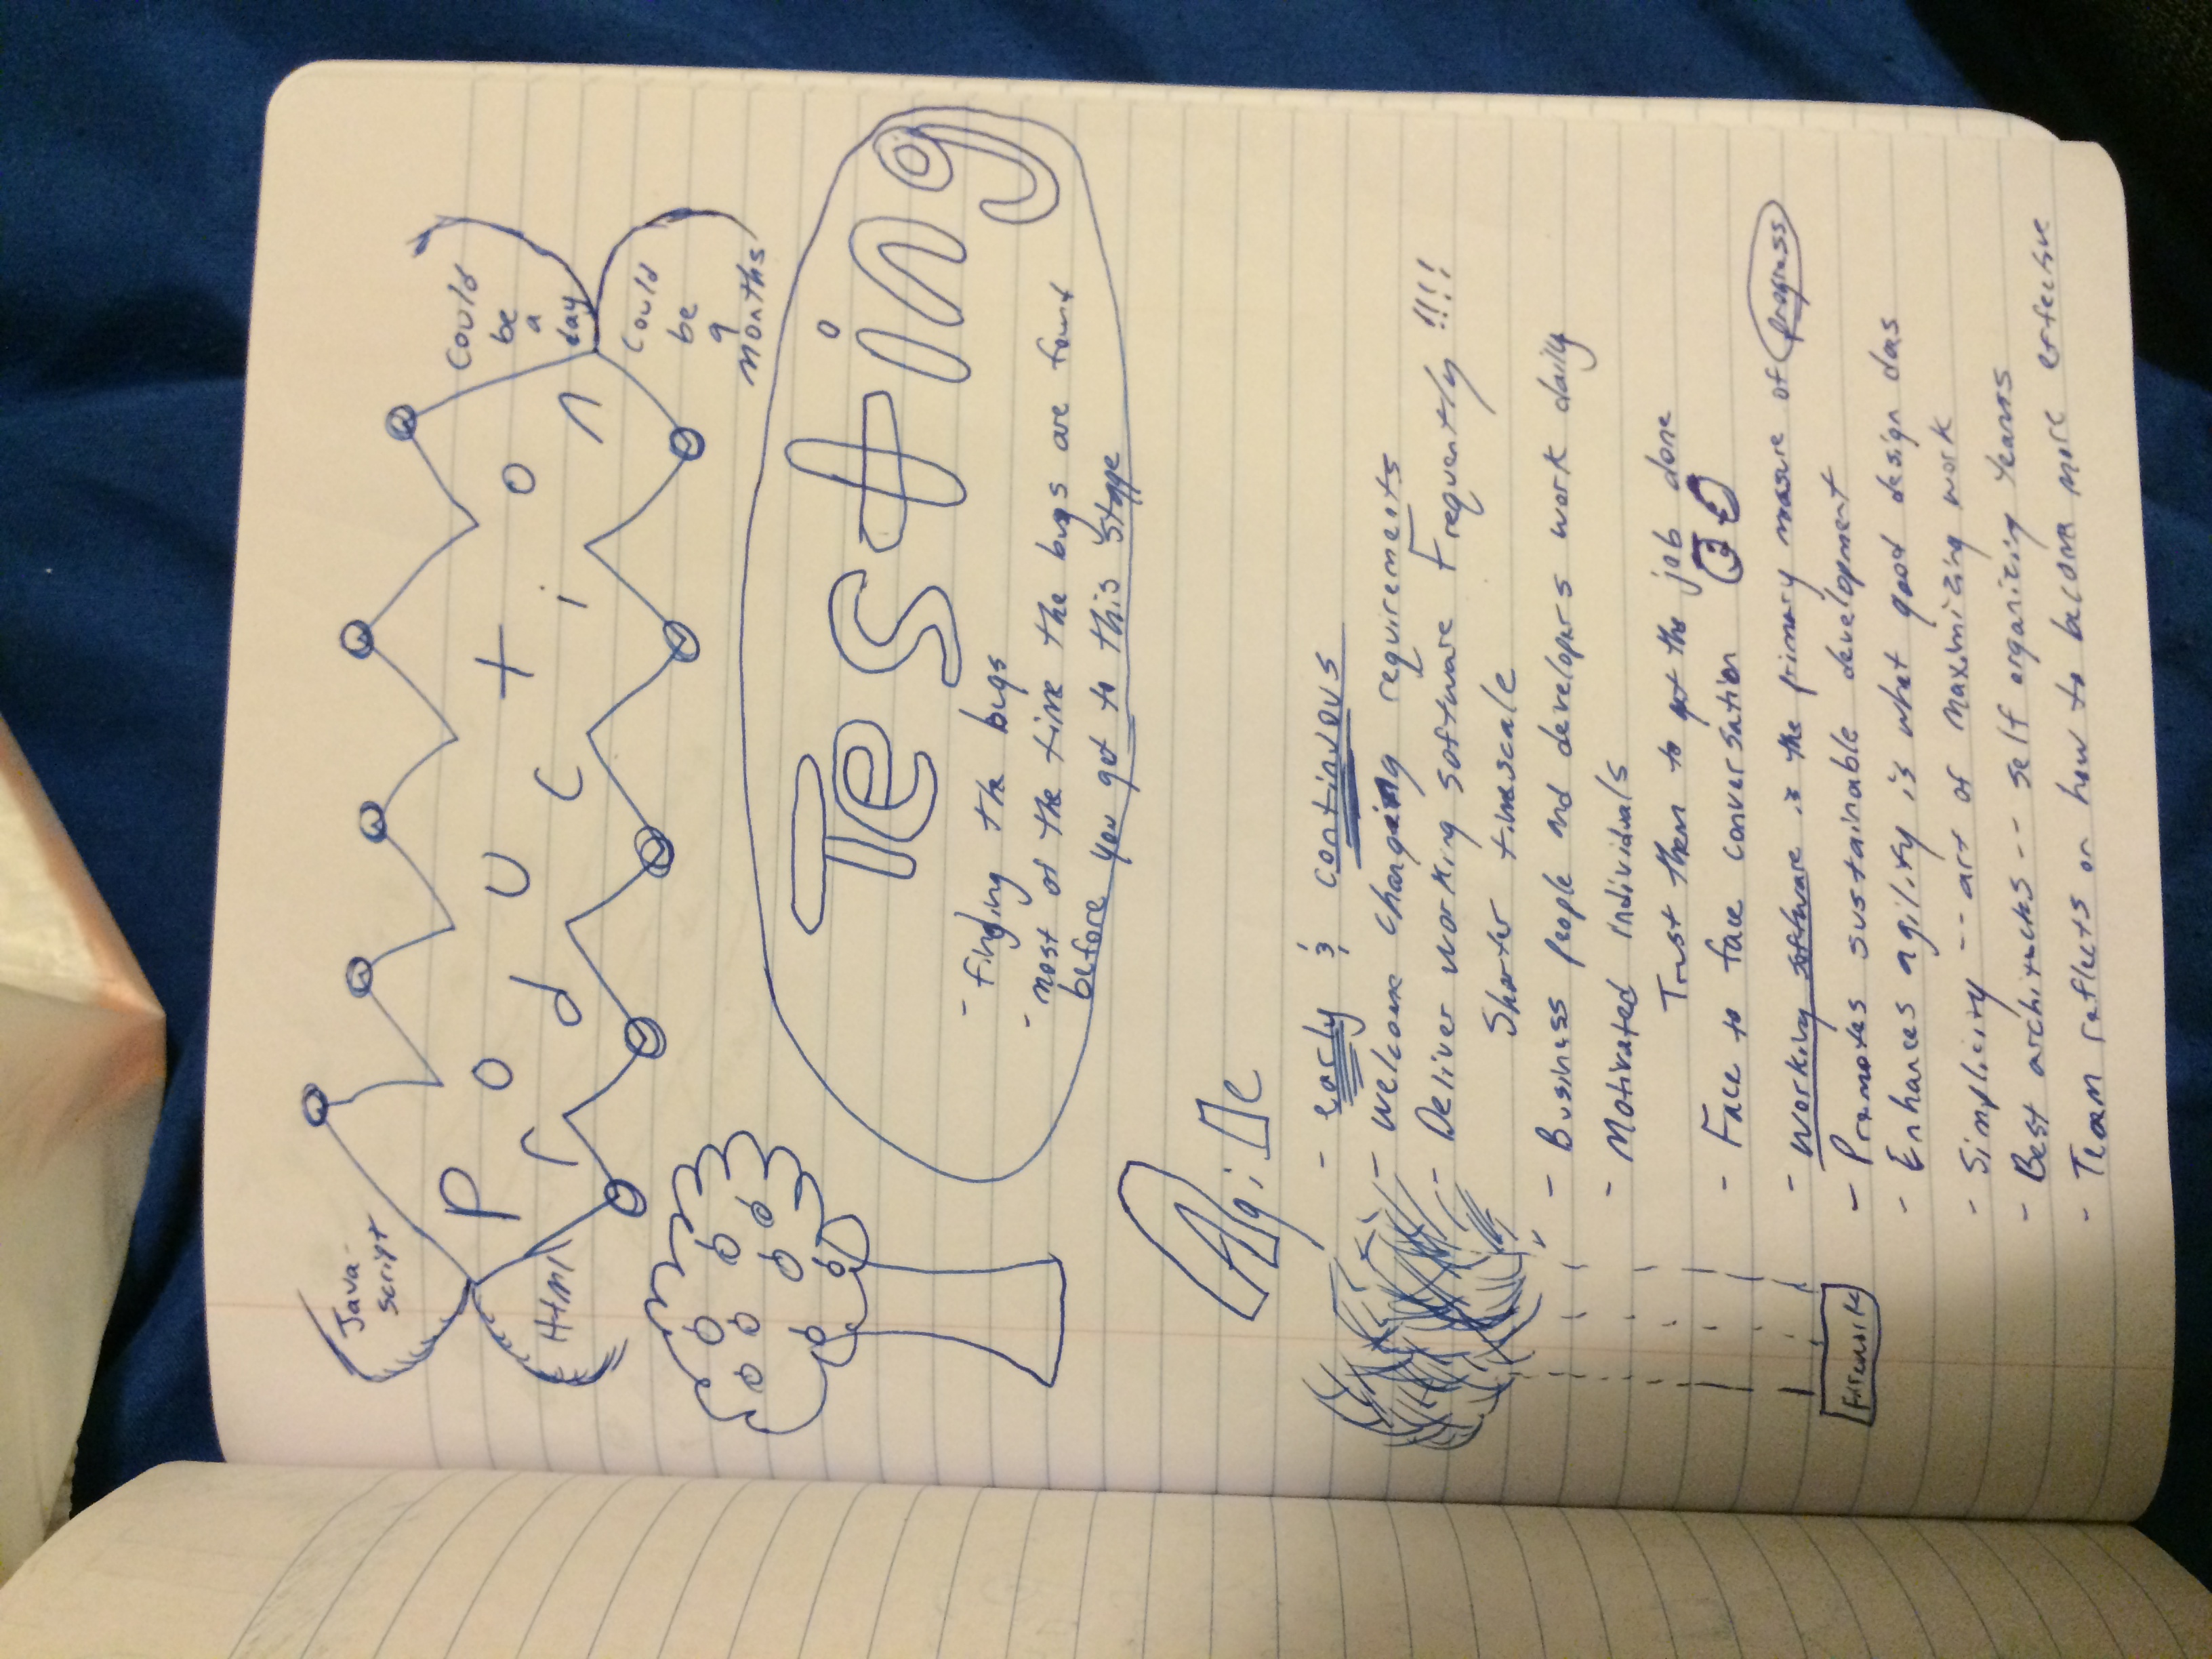 Java-
script
Html
Production
Could
be
a
day
Could
be
9
months
Testing
- finding the bugs
- most of the time the bugs are found
before you get to this stage
Agile
- early & continuous
- welcome changing requirements
- Deliver working software Frequently !!!!
Shorter timescale
- Business people and developers work daily
- Motivated individuals
Trust them to get the job done
- Face to face conversation
- working software is the primary measure of progress
- Promotes sustainable development
- Enhances agility is what good design does
- Simplicity -- art of maximizing work
- Best architects -- self organizing teams
- Team reflects on how to become more effective